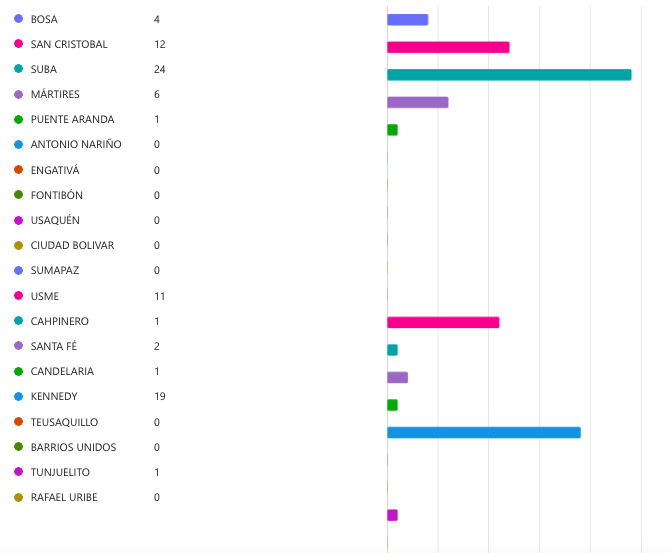 BOSA 4
SAN CRISTOBAL 12
SUBA 24
MÁRTIRES 6
PUENTE ARANDA 1
ANTONIO NARIÑO 0
ENGATIVÁ 0
FONTIBÓN 0
USAQUÉN 0
CIUDAD BOLIVAR 0
SUMAPAZ 0
USME 11
CAHPINERO 1
SANTA FÉ 2
CANDELARIA 1
KENNEDY 19
TEUSAQUILLO 0
BARRIOS UNIDOS 0
TUNJUELITO 1
RAFAEL URIBE 0